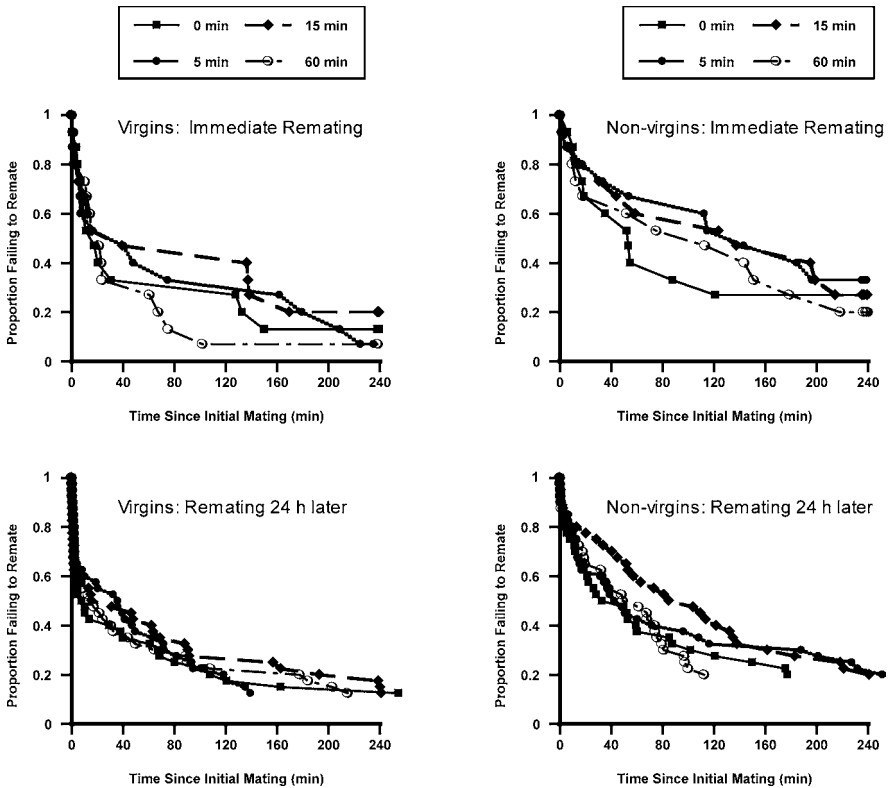 0 min 15 min
5 min 60 min
0 min 15 min
5 min 60 min
Virgins: Immediate Remating
Proportion Failing to Remate
1
0.8
0.6
0.4
0.2
0
0 40 80 120 160 200 240
Time Since Initial Mating (min)
Non-virgins: Immediate Remating
Proportion Failing to Remate
1
0.8
0.6
0.4
0.2
0
0 40 80 120 160 200 240
Time Since Initial Mating (min)
Virgins: Remating 24 h later
Proportion Failing to Remate
1
0.8
0.6
0.4
0.2
0
0 40 80 120 160 200 240
Time Since Initial Mating (min)
Non-virgins: Remating 24 h later
Proportion Failing to Remate
1
0.8
0.6
0.4
0.2
0
0 40 80 120 160 200 240
Time Since Initial Mating (min)